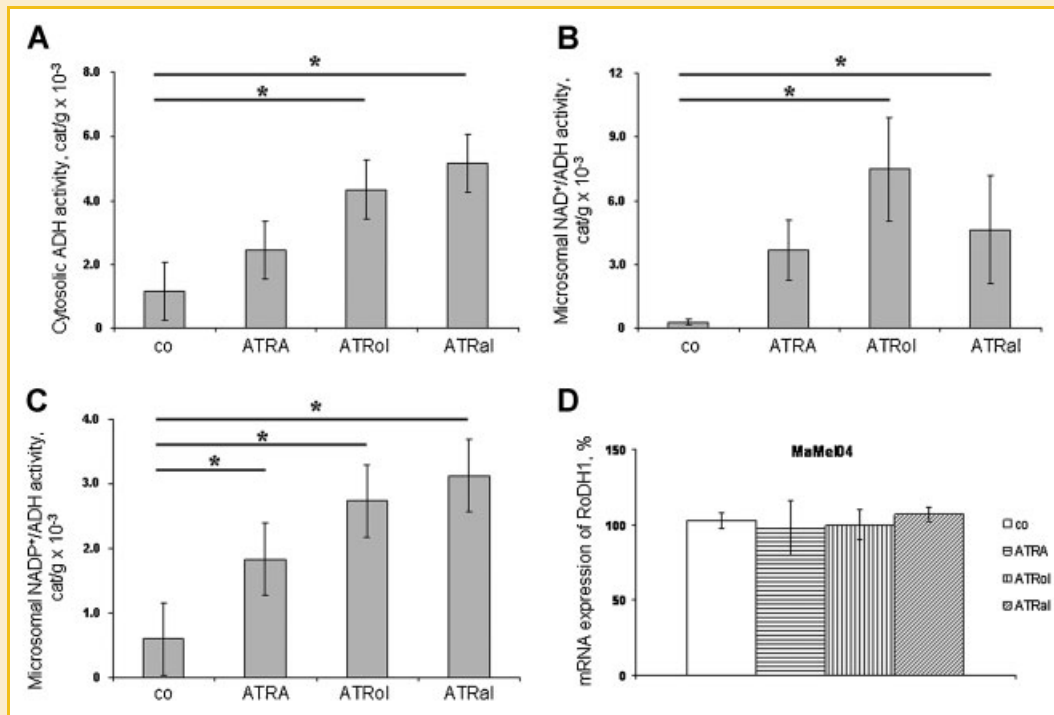 A
Cytosolic ADH activity, cat/g x 10-3
8.0
6.0
4.0
2.0
0
*
*
co ATRA ATRol ATRal
B
Microsomal NAD+/ADH activity,
cat/g x 10-3
12
9.0
6.0
3.0
0
*
*
co ATRA ATRol ATRal
C
Microsomal NADP+/ADH activity,
cat/g x 10-3
4.0
3.0
2.0
1.0
0
*
*
*
co ATRA ATRol ATRal
D
mRNA expression of RoDH1, %
MaMel04
150
100
50
0
co
ATRA
ATRol
ATRal